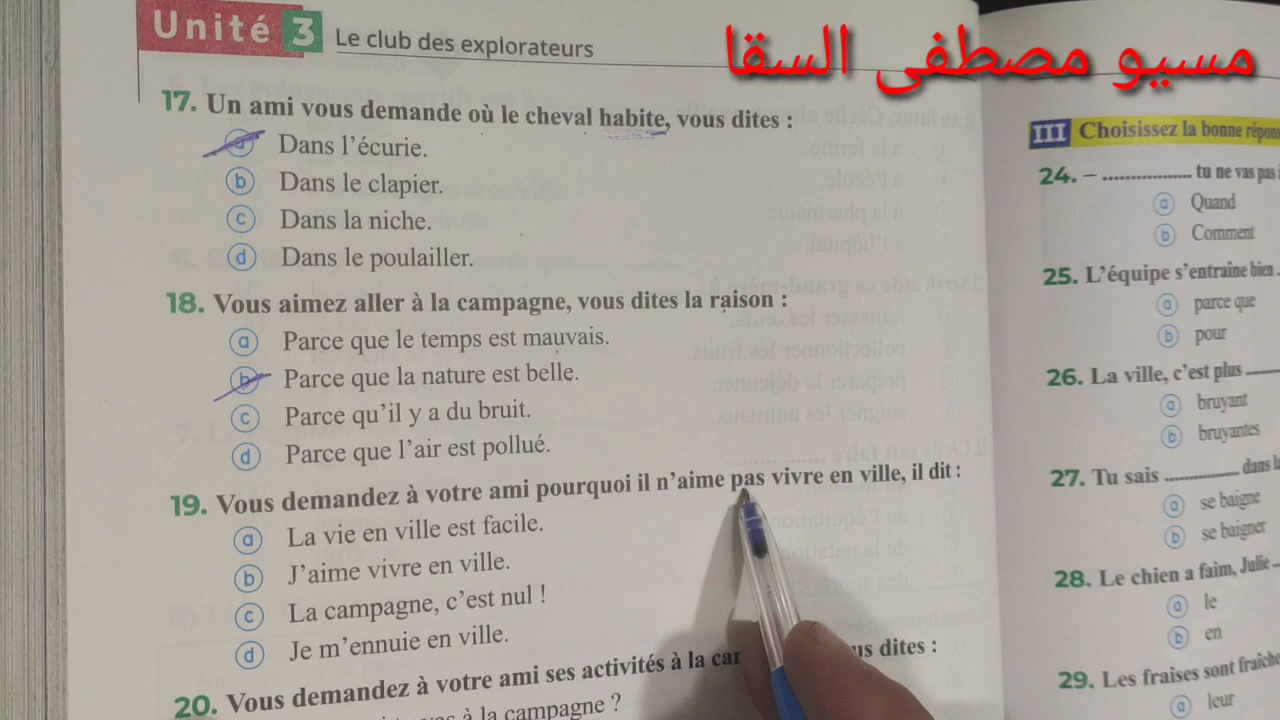 Unité 3 Le club des explorateurs
مسيو مصطفى السقا
17. Un ami vous demande où le cheval habite, vous dites :
a Dans l'écurie.
b Dans le clapier.
c Dans la niche.
d Dans le poulailler.
18. Vous aimez aller à la campagne, vous dites la raison :
a Parce que le temps est mauvais.
b Parce que la nature est belle.
c Parce qu'il y a du bruit.
d Parce que l'air est pollué.
19. Vous demandez à votre ami pourquoi il n'aime pas vivre en ville, il dit :
a La vie en ville est facile.
b J'aime vivre en ville.
c La campagne, c'est nul !
d Je m'ennuie en ville.
20. Vous demandez à votre ami ses activités à la dites :
à la campagne ?
III Choisissez la bonne
24. – .................. tu ne vas pas
a Quand
b Comment
25. L'équipe s'entraîne bien
a parce que
b pour
26. La ville, c'est plus
a bruyant
b bruyantes
27. Tu sais ............... dans
a se baigne
b se baigner
28. Le chien a faim, Julie
a le
b en
29. Les fraises sont
a leur